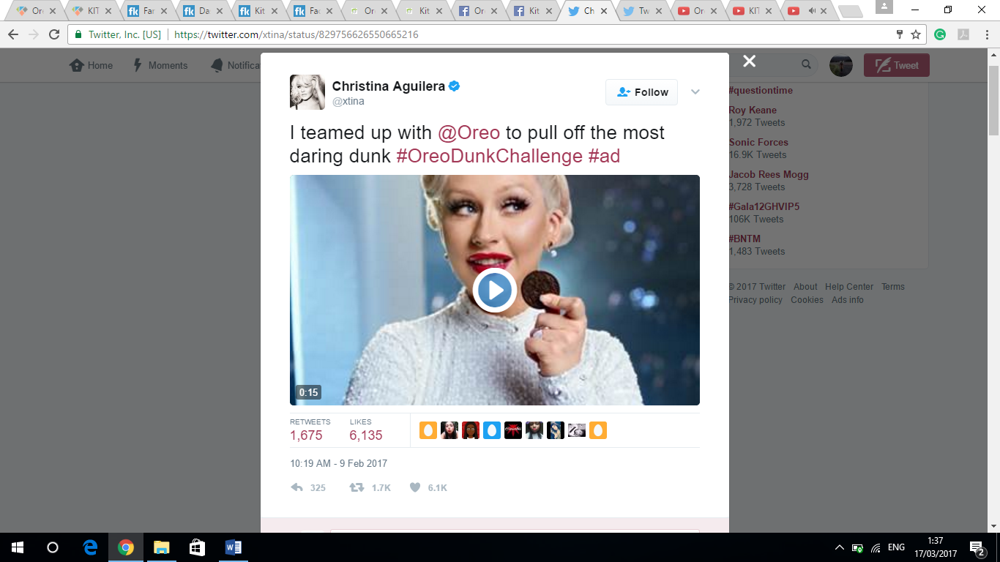 Or
KIT
Far
Da
Kit
Fac
Or
Kit
Or
Kit
Ch
Tw
Or
KIT
Twitter, Inc. [US]
https://twitter.com/xtina/status/829756626550665216
Home
Moments
Notifica
Tweet
Christina Aguilera
@xtina
Follow
I teamed up with @Oreo to pull off the most
daring dunk #OreoDunkChallenge #ad
0:15
RETWEETS
1,675
LIKES
6,135
10:19 AM - 9 Feb 2017
325
1.7K
6.1K
#questiontime
Roy Keane
1,972 Tweets
Sonic Forces
16.9K Tweets
Jacob Rees Mogg
3,728 Tweets
#Gala12GHVIP5
106K Tweets
#BNTM
1,483 Tweets
© 2017 Twitter About Help Center Terms
Privacy policy Cookies Ads info
ENG
1:37
17/03/2017
2